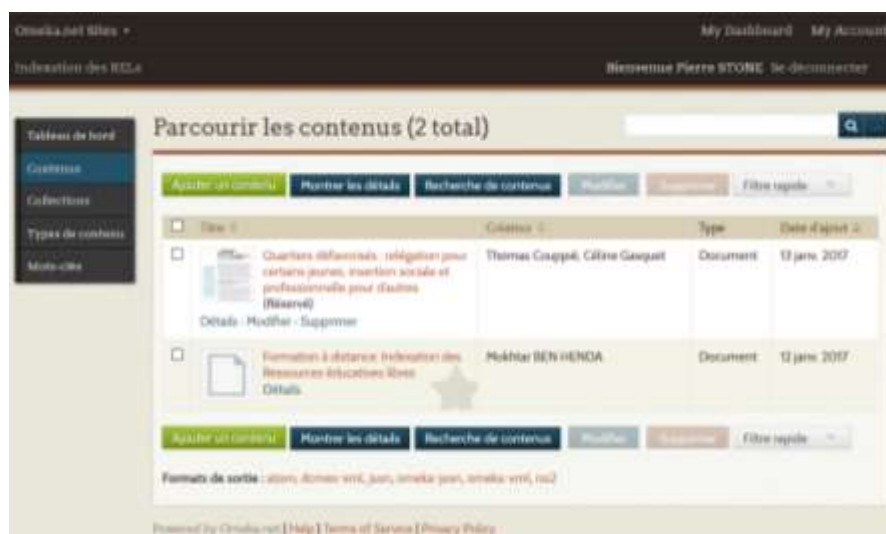 Omeka.net Sites
My Dashboard My Account
Indexation des RELs
Bienvenue Pierre STONE Se déconnecter
Tableau de bord
Contenus
Collections
Types de contenu
Mots-clés
Parcourir les contenus (2 total)
Ajouter un contenu Montrer les détails Recherche de contenus Modifier Supprimer Filtre rapide
Titre Créateur Type Date d'ajout
Quartiers défavorisés : relégation pour Thomas Couppié, Céline Gasquet Document 13 janv. 2017
certains jeunes, insertion sociale et
professionnelle pour d'autres
(Réservé)
Détails · Modifier · Supprimer
Formation à distance. Indexation des Mokhtar BEN HENDA Document 12 janv. 2017
Ressources éducatives libres
Détails
Ajouter un contenu Montrer les détails Recherche de contenus Modifier Supprimer Filtre rapide
Formats de sortie : atom, dcmes-xml, json, omeka-json, omeka-xml, rss2
Powered by Omeka.net | Help | Terms of Service | Privacy Policy